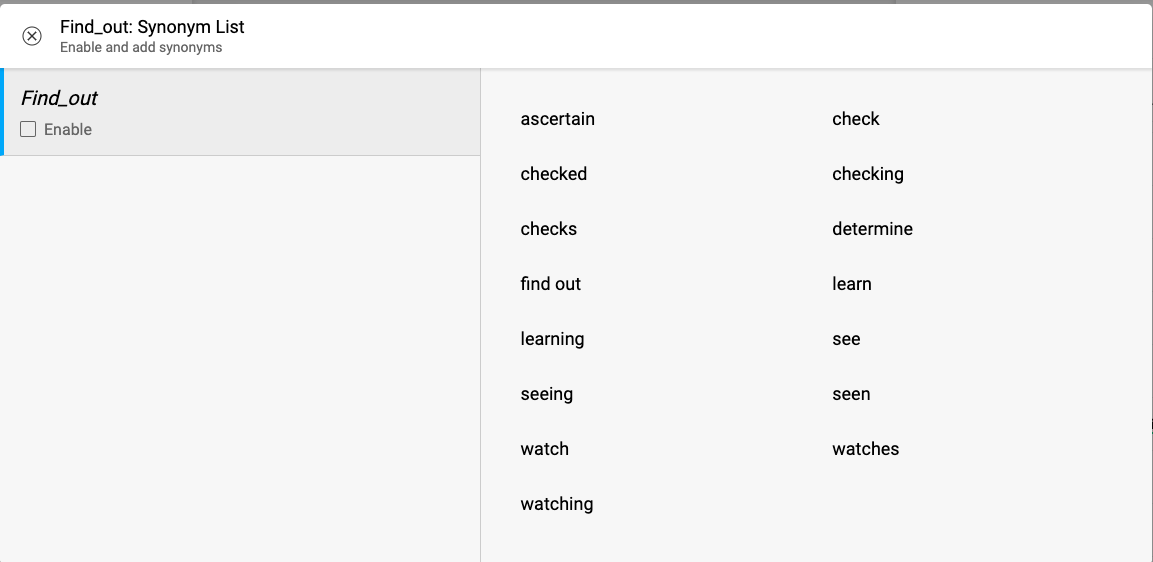 Find_out: Synonym List
Enable and add synonyms
Find_out
Enable
ascertain
check
checked
checking
checks
determine
find out
learn
learning
see
seeing
seen
watch
watches
watching